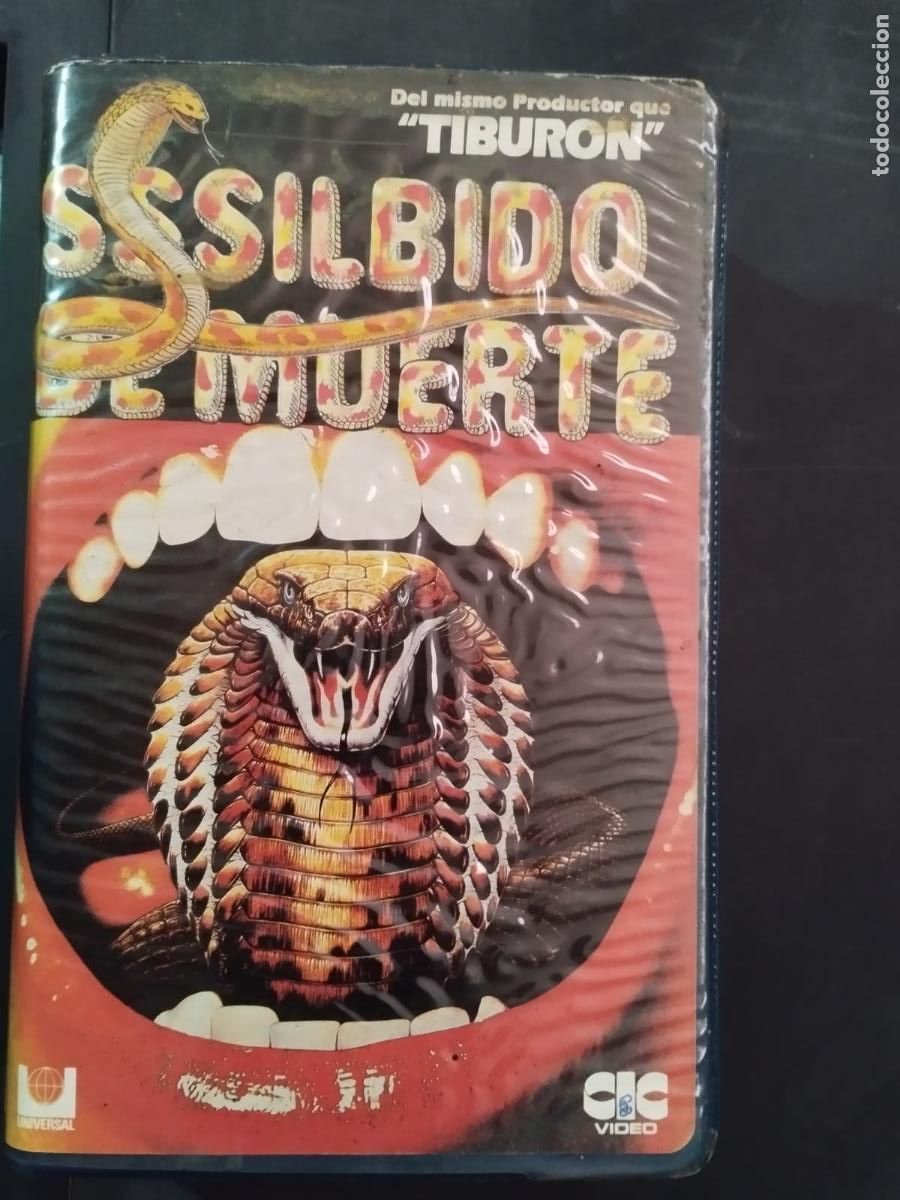 Del mismo Productor que
"TIBURON"
SSSILBIDO
DE MUERTE
UNIVERSAL
CIC
VIDEO
todocoleccion